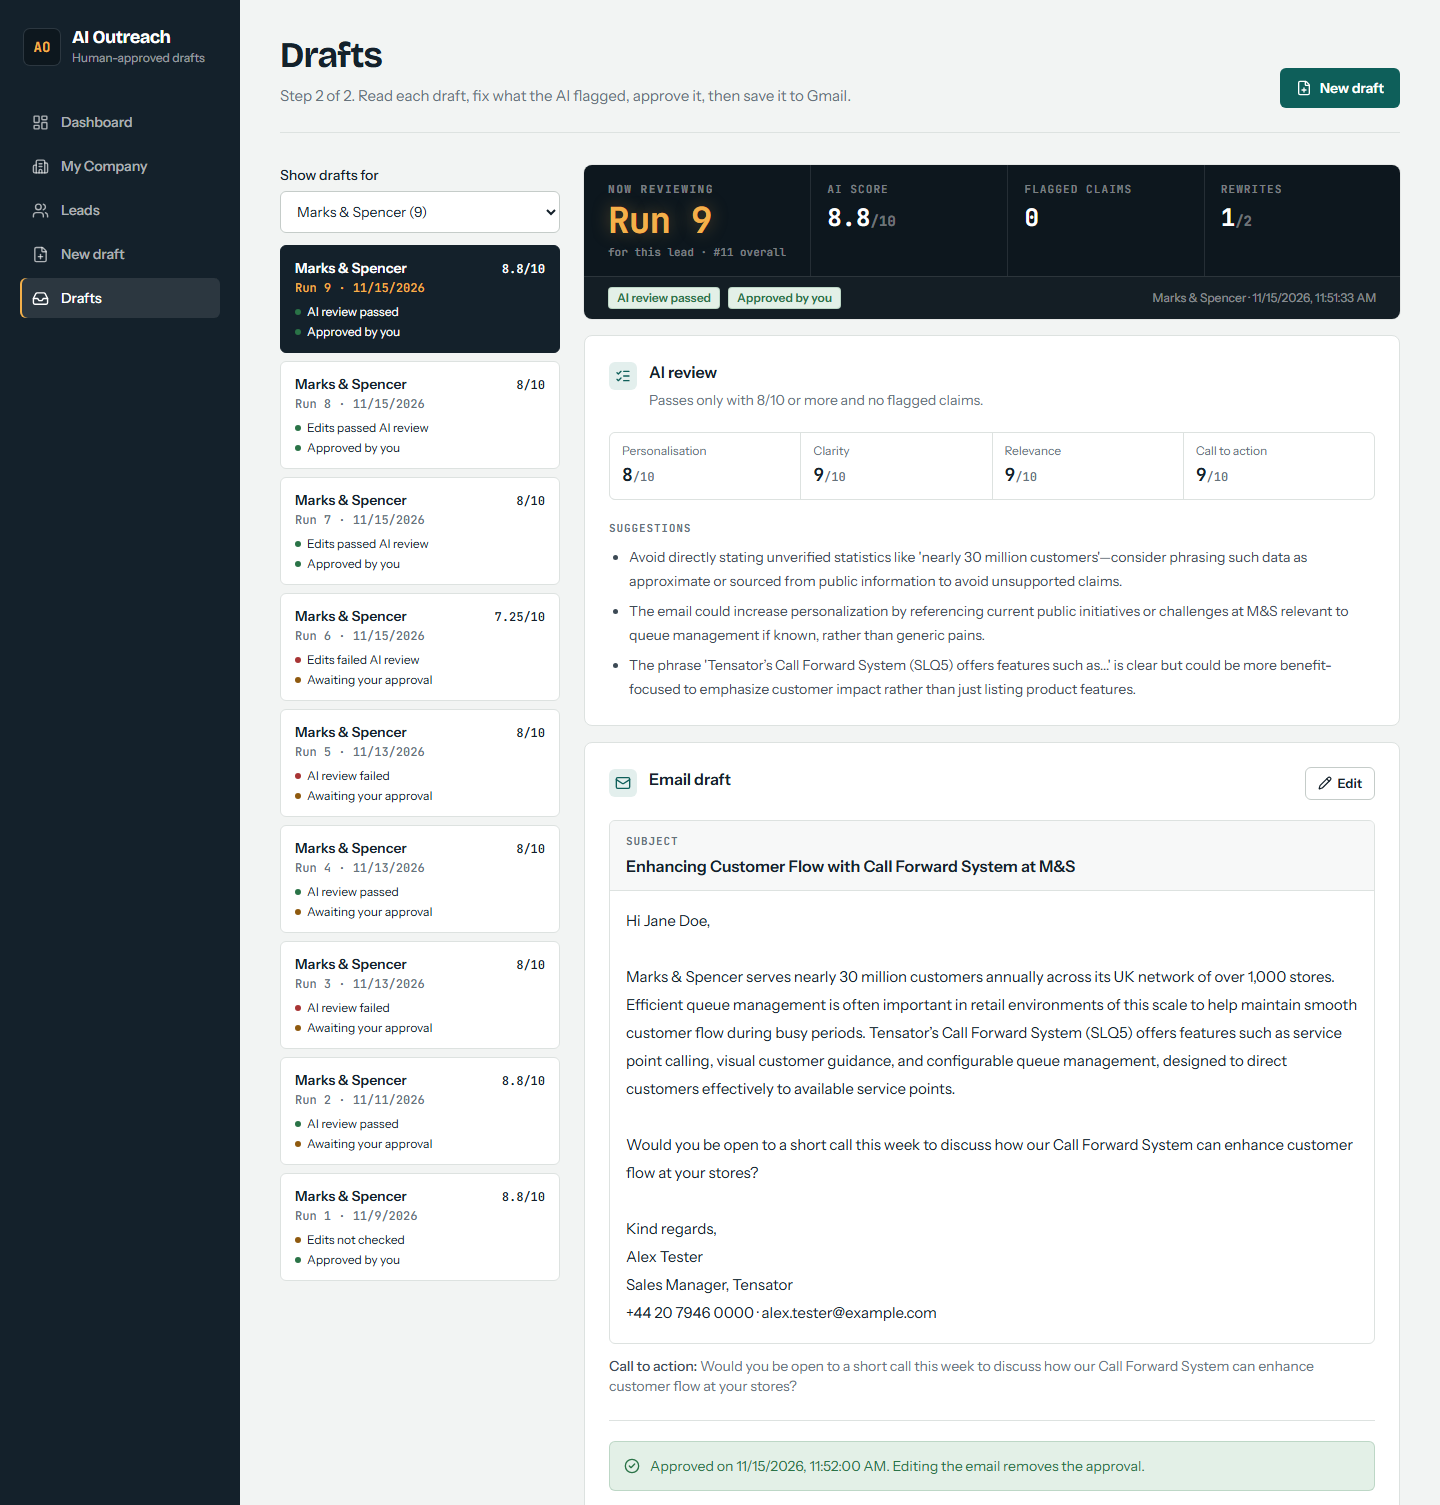 AO
AI Outreach
Human-approved drafts
Dashboard
My Company
Leads
New draft
Drafts
Drafts
Step 2 of 2. Read each draft, fix what the AI flagged, approve it, then save it to Gmail.
New draft
Show drafts for
Marks & Spencer (9)
Marks & Spencer 8.8/10
Run 9 · 11/15/2026
AI review passed
Approved by you
Marks & Spencer 8/10
Run 8 · 11/15/2026
Edits passed AI review
Approved by you
Marks & Spencer 8/10
Run 7 · 11/15/2026
Edits passed AI review
Approved by you
Marks & Spencer 7.25/10
Run 6 · 11/15/2026
Edits failed AI review
Awaiting your approval
Marks & Spencer 8/10
Run 5 · 11/13/2026
AI review failed
Awaiting your approval
Marks & Spencer 8/10
Run 4 · 11/13/2026
AI review passed
Awaiting your approval
Marks & Spencer 8/10
Run 3 · 11/13/2026
AI review failed
Awaiting your approval
Marks & Spencer 8.8/10
Run 2 · 11/11/2026
AI review passed
Awaiting your approval
Marks & Spencer 8.8/10
Run 1 · 11/9/2026
Edits not checked
Approved by you
NOW REVIEWING
Run 9
for this lead · #11 overall
AI SCORE
8.8/10
FLAGGED CLAIMS
0
REWRITES
1/2
AI review passed
Approved by you
Marks & Spencer · 11/15/2026, 11:51:33 AM
AI review
Passes only with 8/10 or more and no flagged claims.
Personalisation
8/10
Clarity
9/10
Relevance
9/10
Call to action
9/10
SUGGESTIONS
• Avoid directly stating unverified statistics like 'nearly 30 million customers'—consider phrasing such data as
approximate or sourced from public information to avoid unsupported claims.
• The email could increase personalization by referencing current public initiatives or challenges at M&S relevant to
queue management if known, rather than generic pains.
• The phrase 'Tensator's Call Forward System (SLQ5) offers features such as...' is clear but could be more benefit-
focused to emphasize customer impact rather than just listing product features.
Email draft
Edit
SUBJECT
Enhancing Customer Flow with Call Forward System at M&S
Hi Jane Doe,
Marks & Spencer serves nearly 30 million customers annually across its UK network of over 1,000 stores.
Efficient queue management is often important in retail environments of this scale to help maintain smooth
customer flow during busy periods. Tensator's Call Forward System (SLQ5) offers features such as service
point calling, visual customer guidance, and configurable queue management, designed to direct
customers effectively to available service points.
Would you be open to a short call this week to discuss how our Call Forward System can enhance customer
flow at your stores?
Kind regards,
Alex Tester
Sales Manager, Tensator
+44 20 7946 0000 · alex.tester@example.com
Call to action: Would you be open to a short call this week to discuss how our Call Forward System can enhance
customer flow at your stores?
Approved on 11/15/2026, 11:52:00 AM. Editing the email removes the approval.